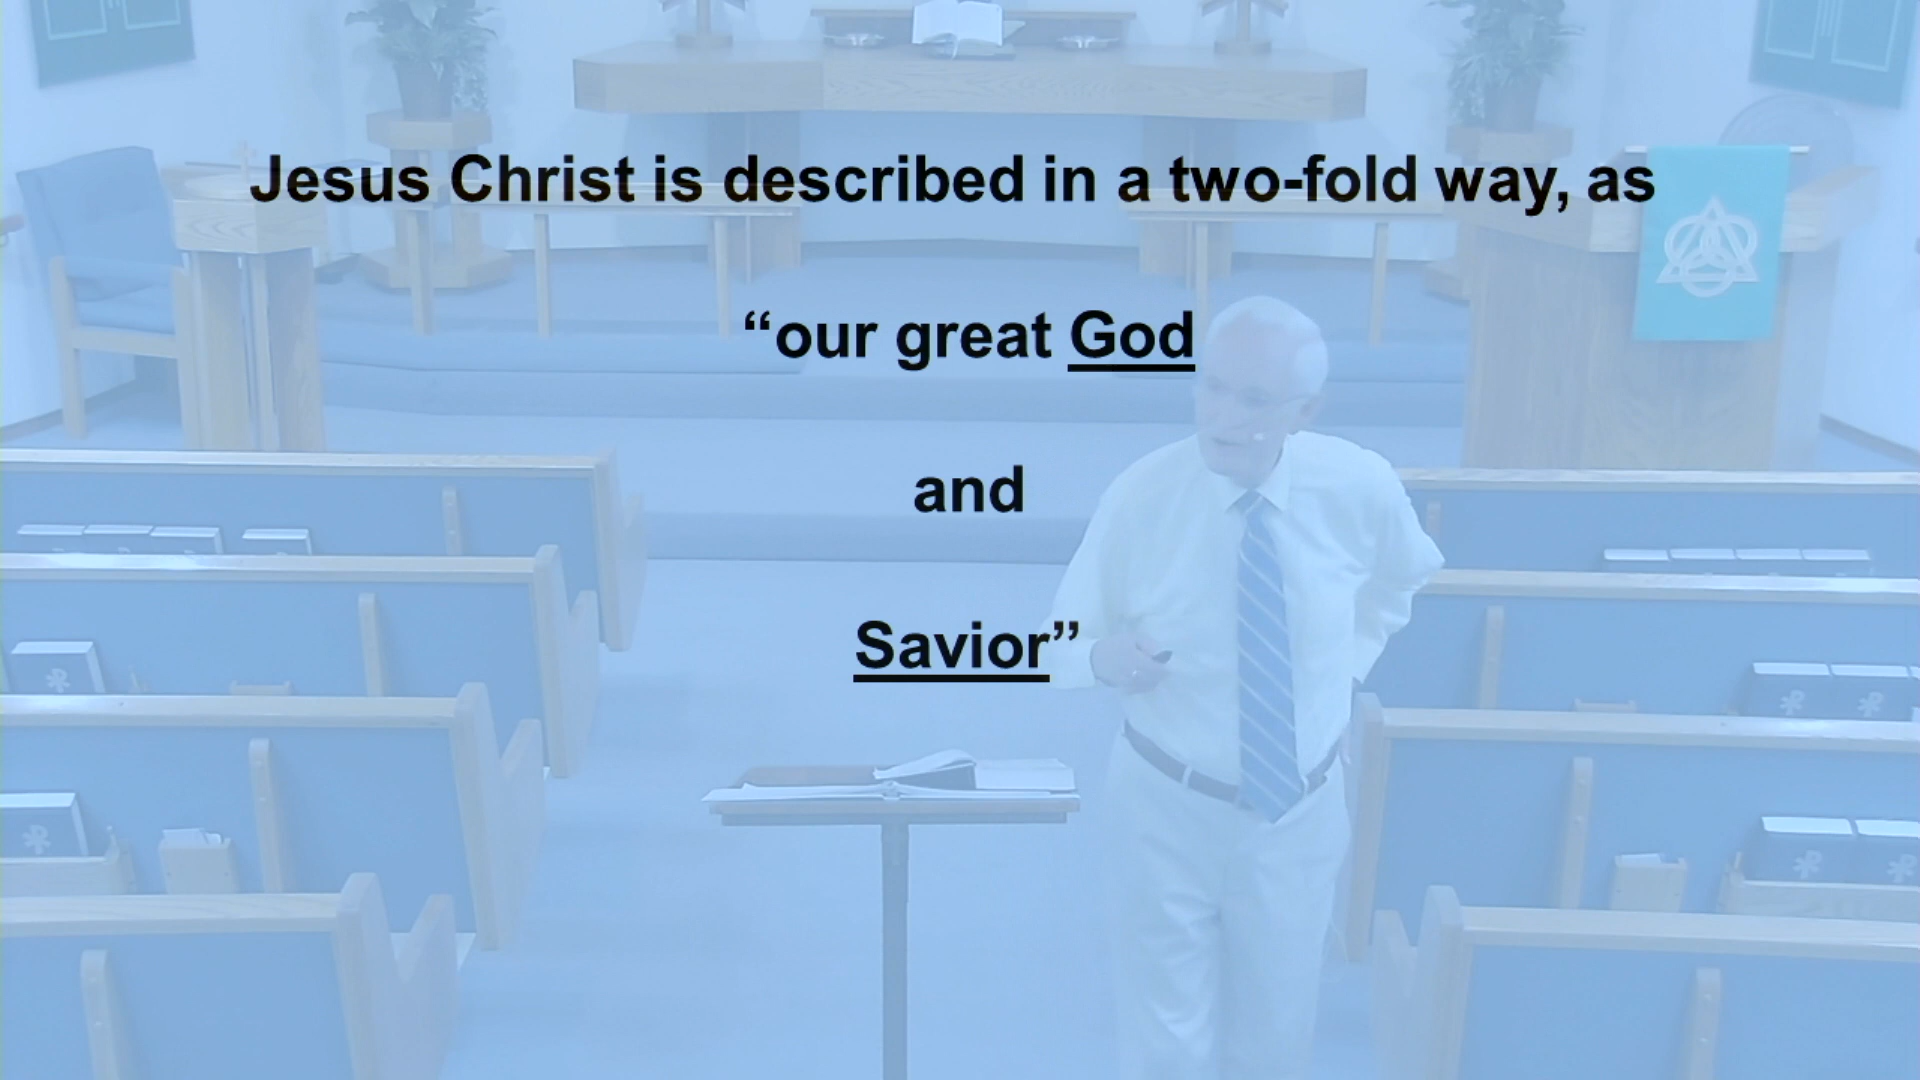 Jesus Christ is described in a two-fold way, as
“our great God
and
Savior”